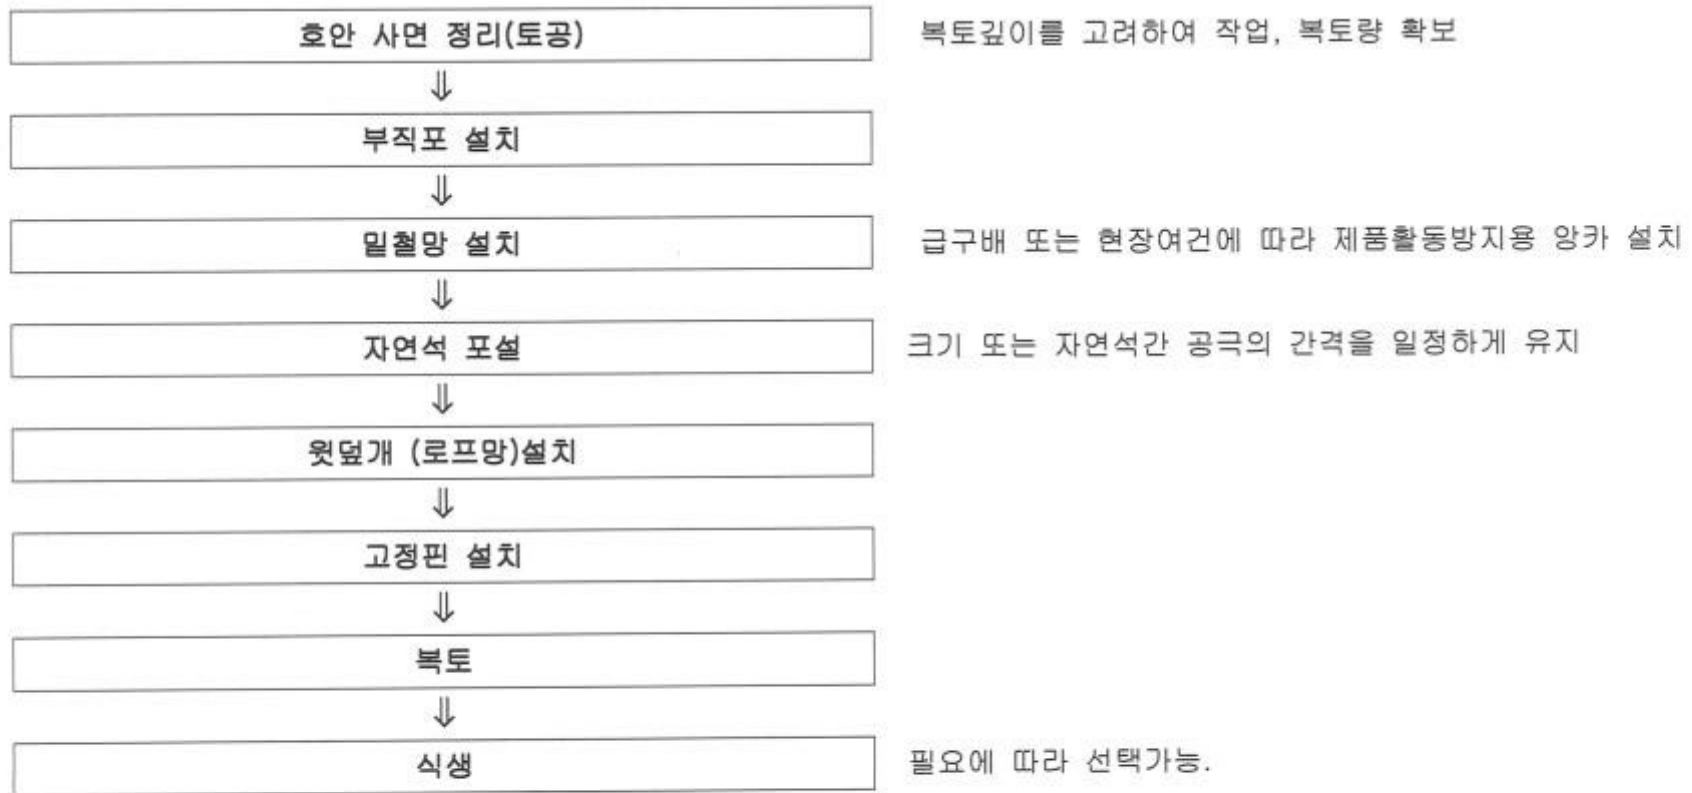 호안 사면 정리(토공)
복토깊이를 고려하여 작업, 복토량 확보
⇓
부직포 설치
⇓
밑철망 설치
급구배 또는 현장여건에 따라 제품활동방지용 앙카 설치
⇓
자연석 포설
크기 또는 자연석간 공극의 간격을 일정하게 유지
⇓
윗덮개 (로프망)설치
⇓
고정핀 설치
⇓
복토
⇓
식생
필요에 따라 선택가능.